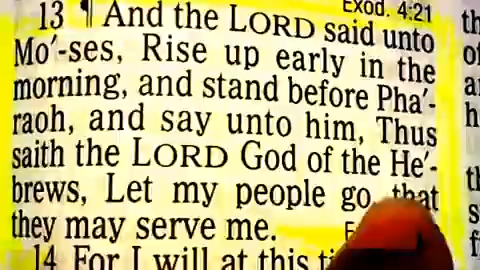 Exod. 4:21
13 ¶ And the LORD said unto
Mo′-ses, Rise up early in the
morning, and stand before Pha′-
raoh, and say unto him, Thus
saith the LORD God of the He′-
brews, Let my people go, that
they may serve me.
14 For I will at this